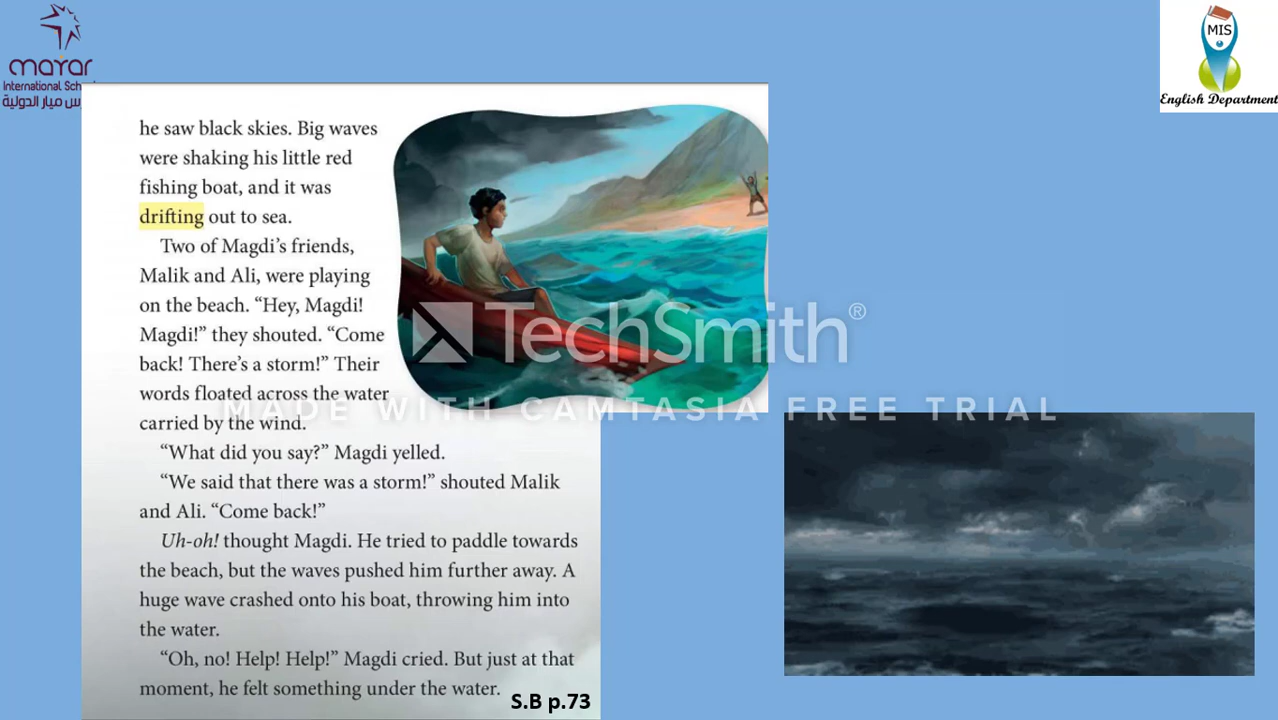 mayar
International Sch
س ميار الدولية
MIS
English Department
he saw black skies. Big waves
were shaking his little red
fishing boat, and it was
drifting out to sea.
Two of Magdi’s friends,
Malik and Ali, were playing
on the beach. “Hey, Magdi!
Magdi!” they shouted. “Come
back! There’s a storm!” Their
words floated across the water
carried by the wind.
“What did you say?” Magdi yelled.
“We said that there was a storm!” shouted Malik
and Ali. “Come back!”
Uh-oh! thought Magdi. He tried to paddle towards
the beach, but the waves pushed him further away. A
huge wave crashed onto his boat, throwing him into
the water.
“Oh, no! Help! Help!” Magdi cried. But just at that
moment, he felt something under the water.
S.B p.73
TechSmith®
MADE WITH CAMTASIA FREE TRIAL